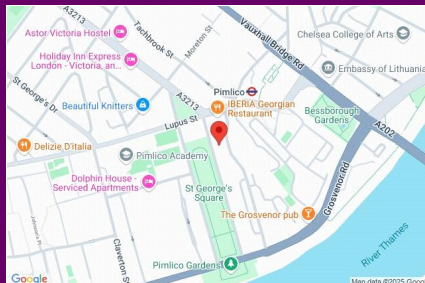 A3213
Astor Victoria Hostel
Tachbrook St
Moreton St
Vauxhall Bridge Rd
Chelsea College of Arts
Holiday Inn Express
London - Victoria, an...
Embassy of Lithuania
St George's Dr
Pimlico
A3213
Beautiful Knitters
IBERIA Georgian
Restaurant
Bessborough
Gardens
Lupus St
A202
Delizie D'italia
Pimlico Academy
Dolphin House -
Serviced Apartments
St George's
Square
Grosvenor Rd
The Grosvenor pub
Johnson's Pl
Claverton St
River Thames
Pimlico Gardens
Google
Map data ©2025 Google